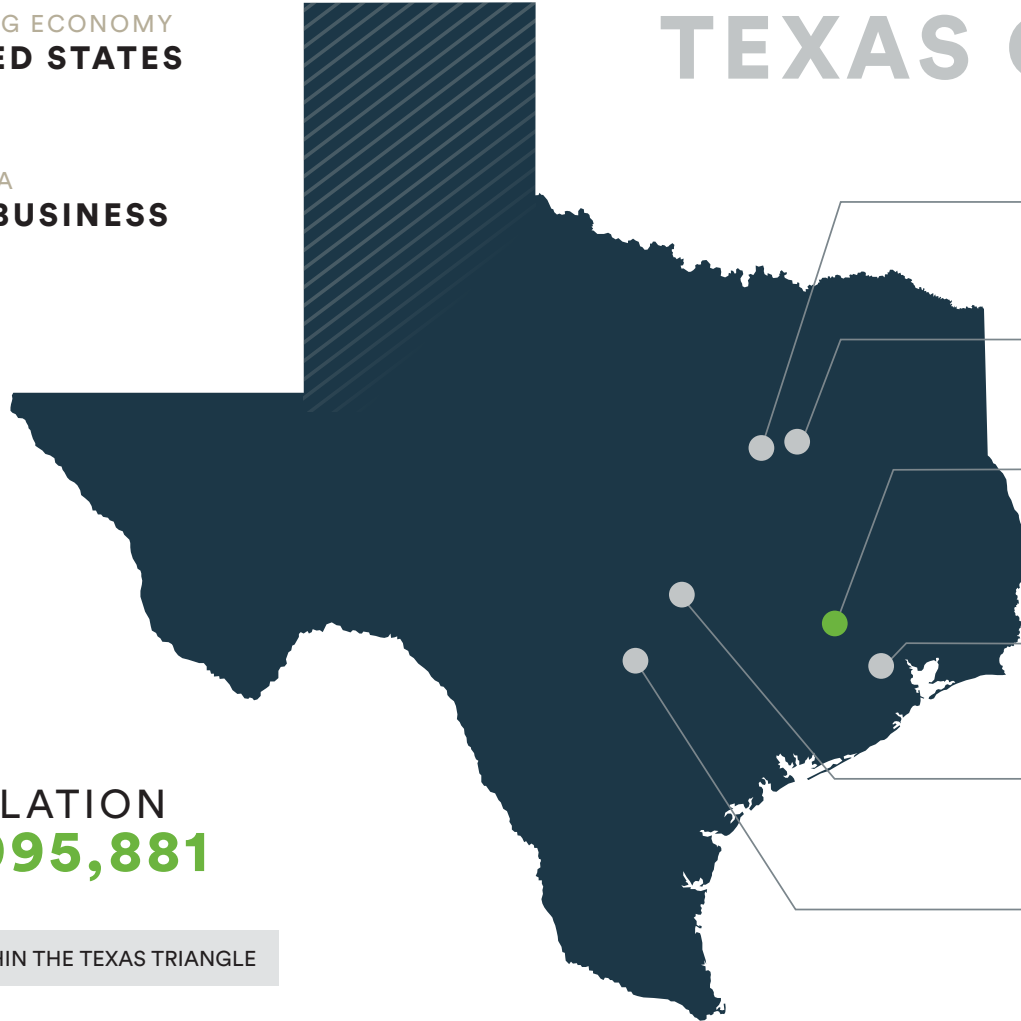 G ECONOMY
ED STATES
TEXAS
A
BUSINESS
LATION
95,881
HIN THE TEXAS TRIANGLE